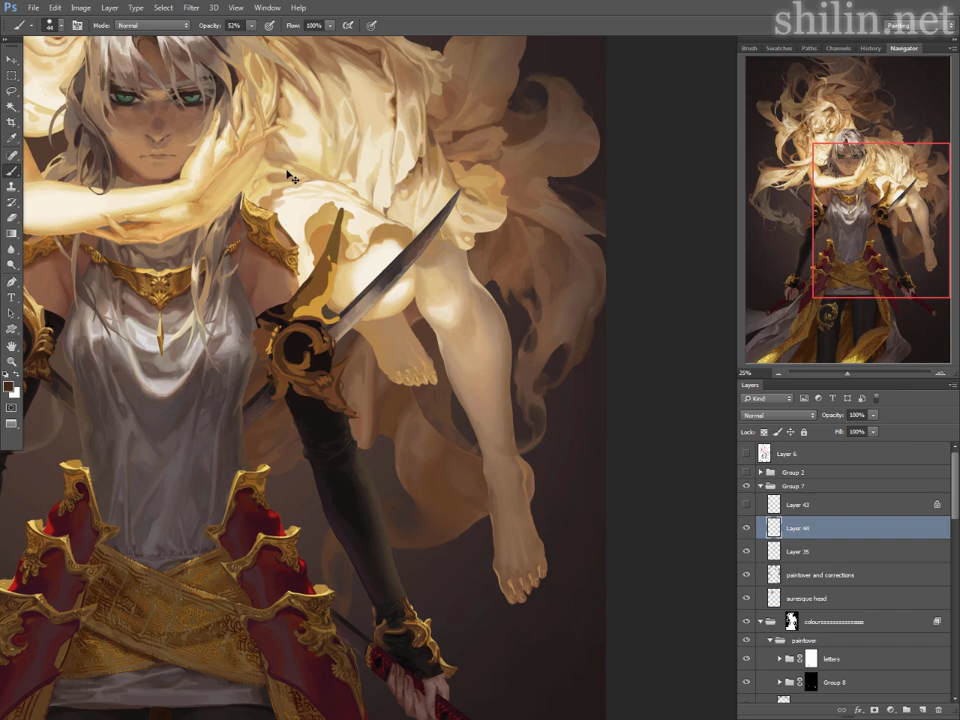 Ps File Edit Image Layer Type Select Filter 3D View Window Help
shilin.net
44 Mode: Normal Opacity: 52% Flow: 100% Painting
Brush Swatches Paths Channels History Navigator
25%
Layers
Kind
Normal Opacity: 100%
Lock: Fill: 100%
Layer 6
Group 2
Group 7
Layer 43
Layer 44
Layer 35
paintover and corrections
auresque head
paintover
letters
Group 8
fx